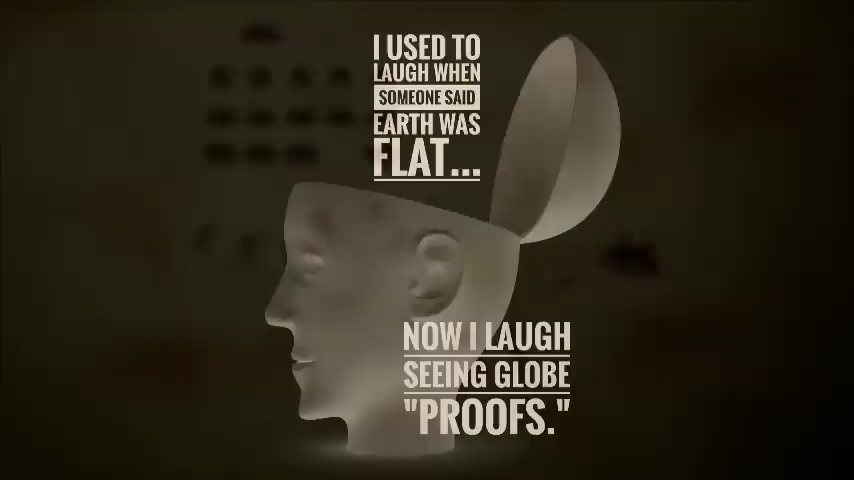 I USED TO
LAUGH WHEN
SOMEONE SAID
EARTH WAS
FLAT...
NOW I LAUGH
SEEING GLOBE
"PROOFS."